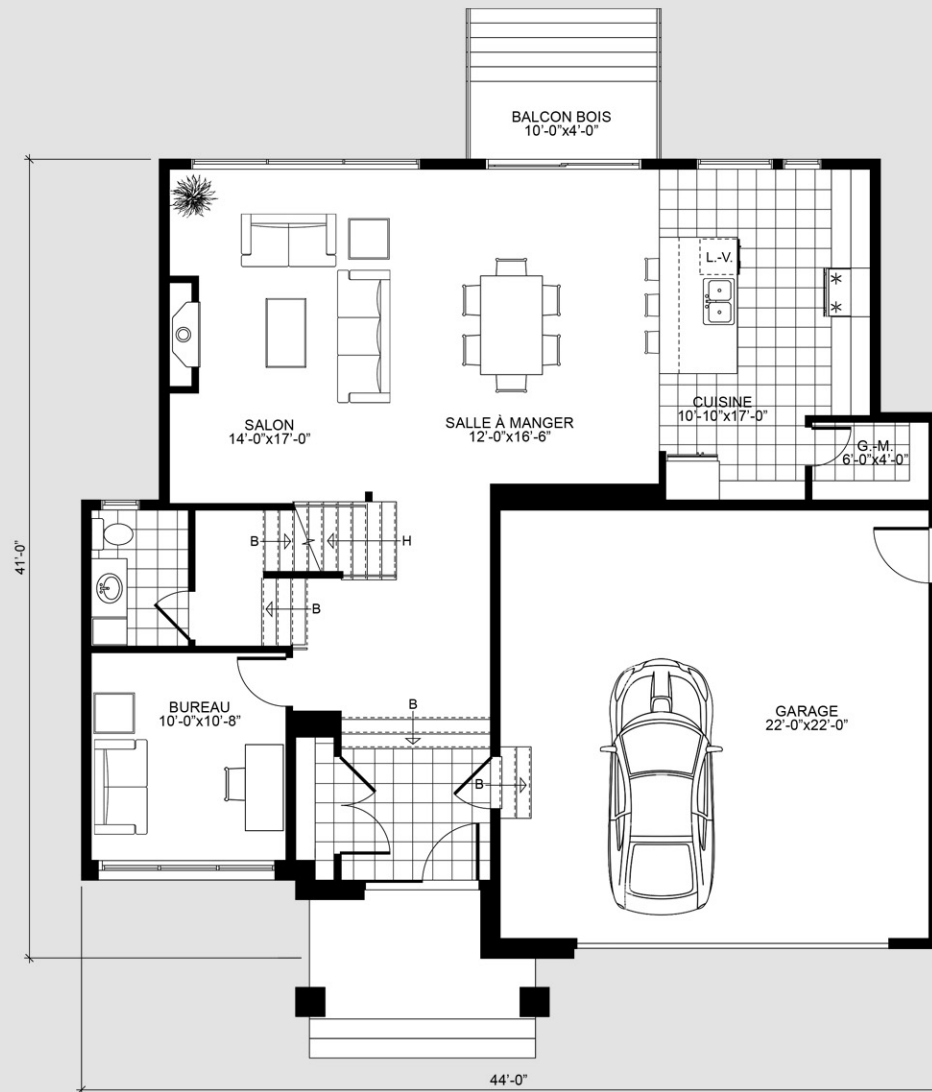 BALCON BOIS
10'-0"x4'-0"
L.-V.
CUISINE
10'-10"x17'-0"
SALON
14'-0"x17'-0"
SALLE À MANGER
12'-0"x16'-6"
G.-M.
6'-0"x4'-0"
B
H
41'-0"
B
BUREAU
10'-0"x10'-8"
B
GARAGE
22'-0"x22'-0"
B
44'-0"